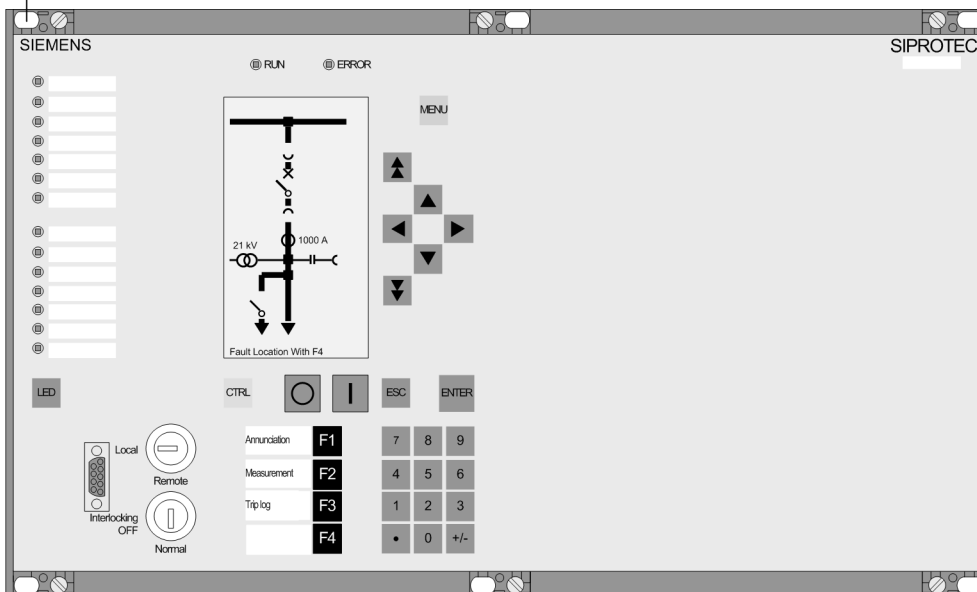 SIEMENS
SIPROTEC
RUN
ERROR
MENU
21 kV
1000 A
Fault Location With F4
LED
CTRL
ESC
ENTER
Annunciation F1
7 8 9
Local
Remote
Measurement F2
4 5 6
Trip log F3
1 2 3
Interlocking
OFF
Normal
F4
• 0 +/-